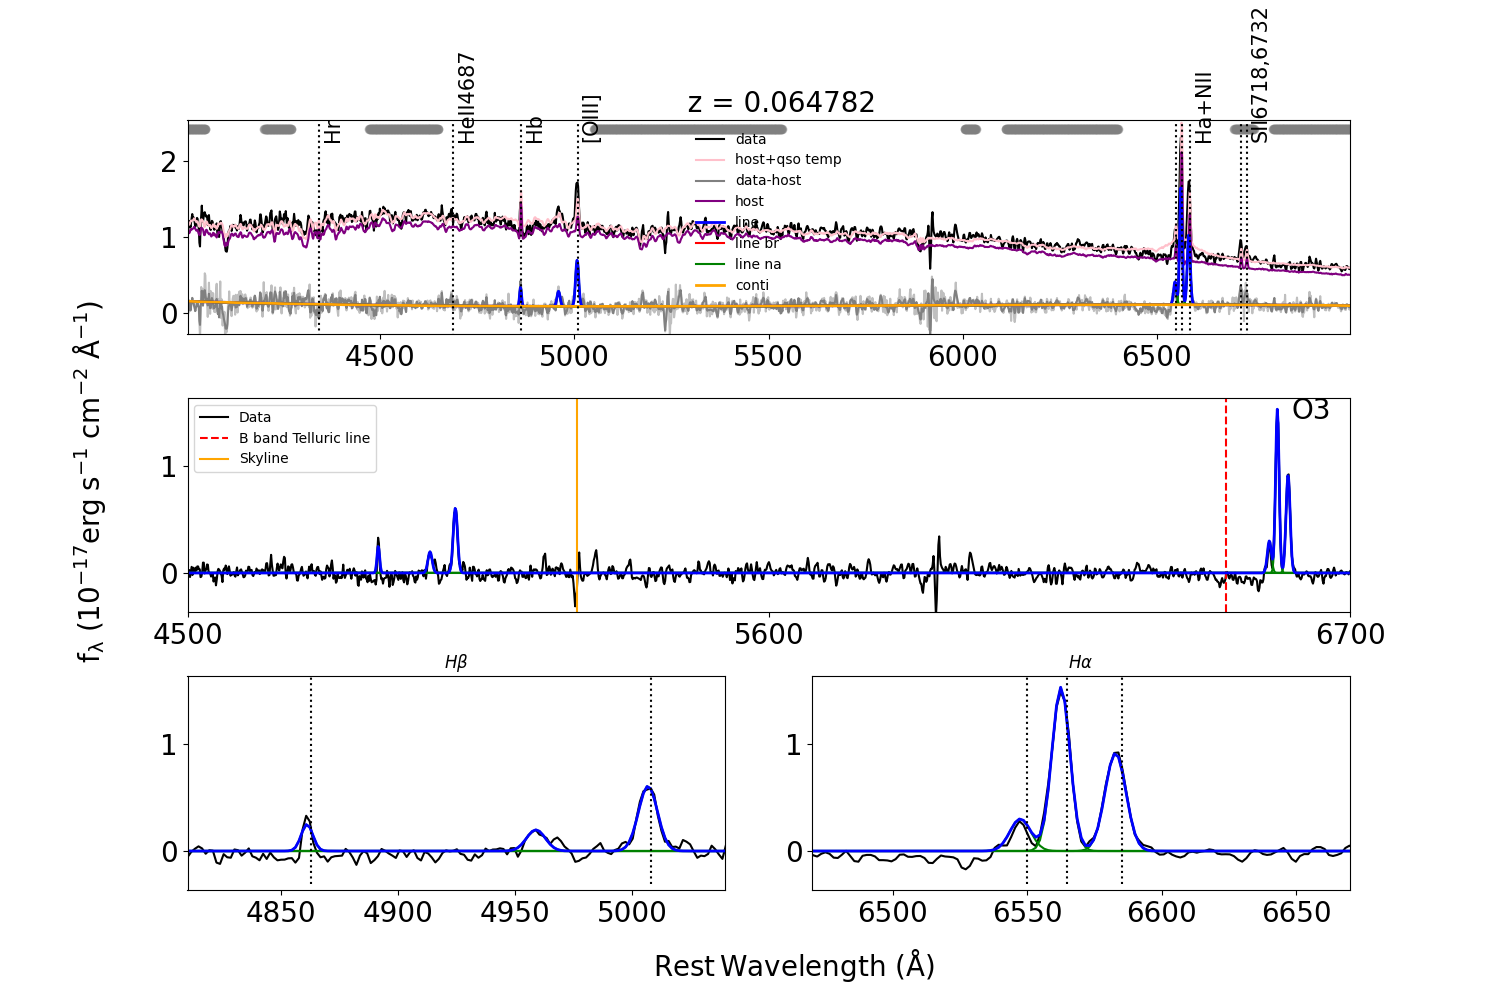 z = 0.064782
Hr
HeII4687
Hb
[OIII]
Ha+NII
SII6718,6732
data
host+qso temp
data-host
host
line
line br
line na
conti
2
1
0
4500
5000
5500
6000
6500
Data
B band Telluric line
Skyline
O3
1
0
4500
5600
6700
fλ (10⁻¹⁷erg s⁻¹ cm⁻² Å⁻¹)
Hβ
1
0
4850
4900
4950
5000
Hα
1
0
6500
6550
6600
6650
Rest Wavelength (Å)